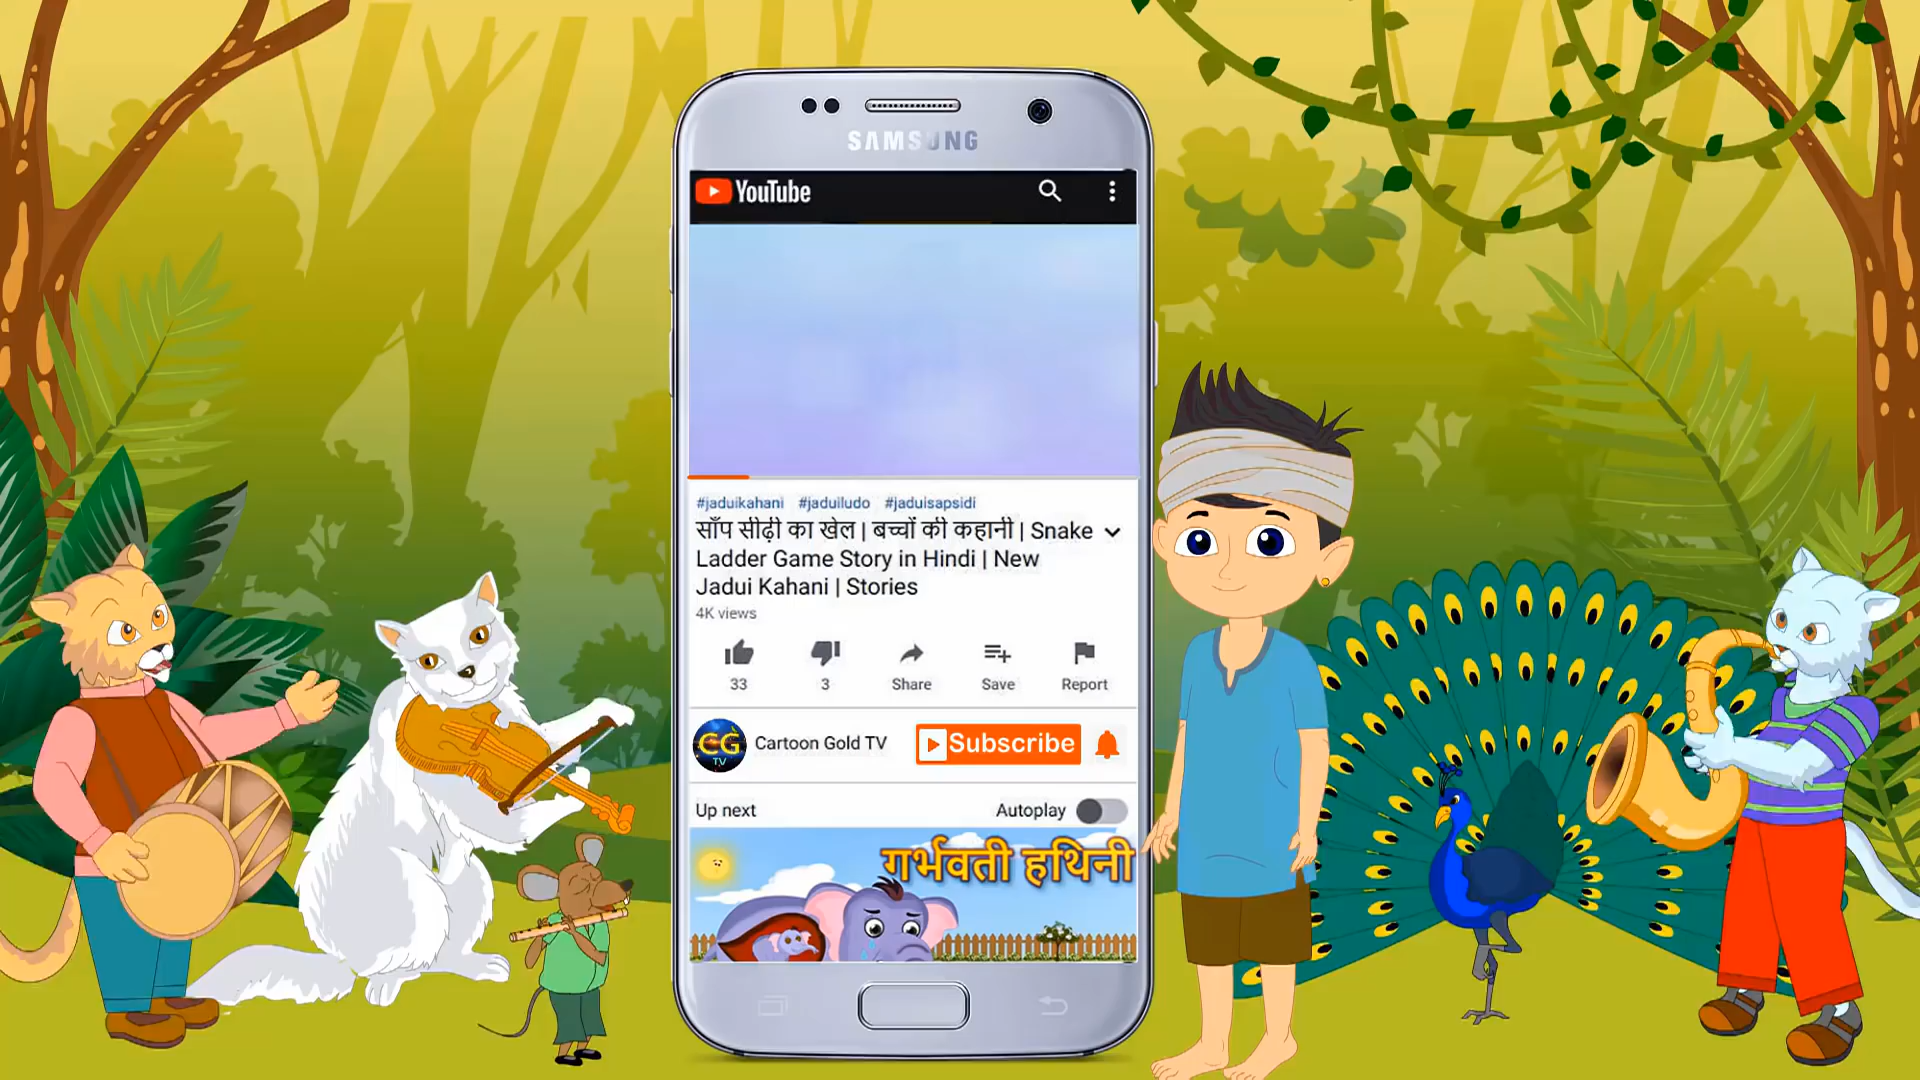 SAMSUNG
YouTube
#jaduikahani #jaduiludo #jaduisapsidi
साँप सीढ़ी का खेल | बच्चों की कहानी | Snake
Ladder Game Story in Hindi | New
Jadui Kahani | Stories
4K views
33 3 Share Save Report
CG
TV
Cartoon Gold TV
Subscribe
Up next Autoplay
गर्भवती हथिनी